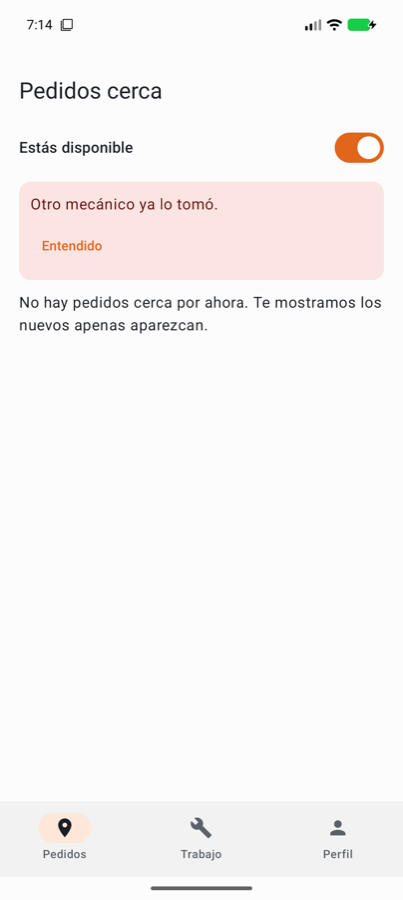 7:14
Pedidos cerca
Estás disponible
Otro mecánico ya lo tomó.
Entendido
No hay pedidos cerca por ahora. Te mostramos los
nuevos apenas aparezcan.
Pedidos
Trabajo
Perfil